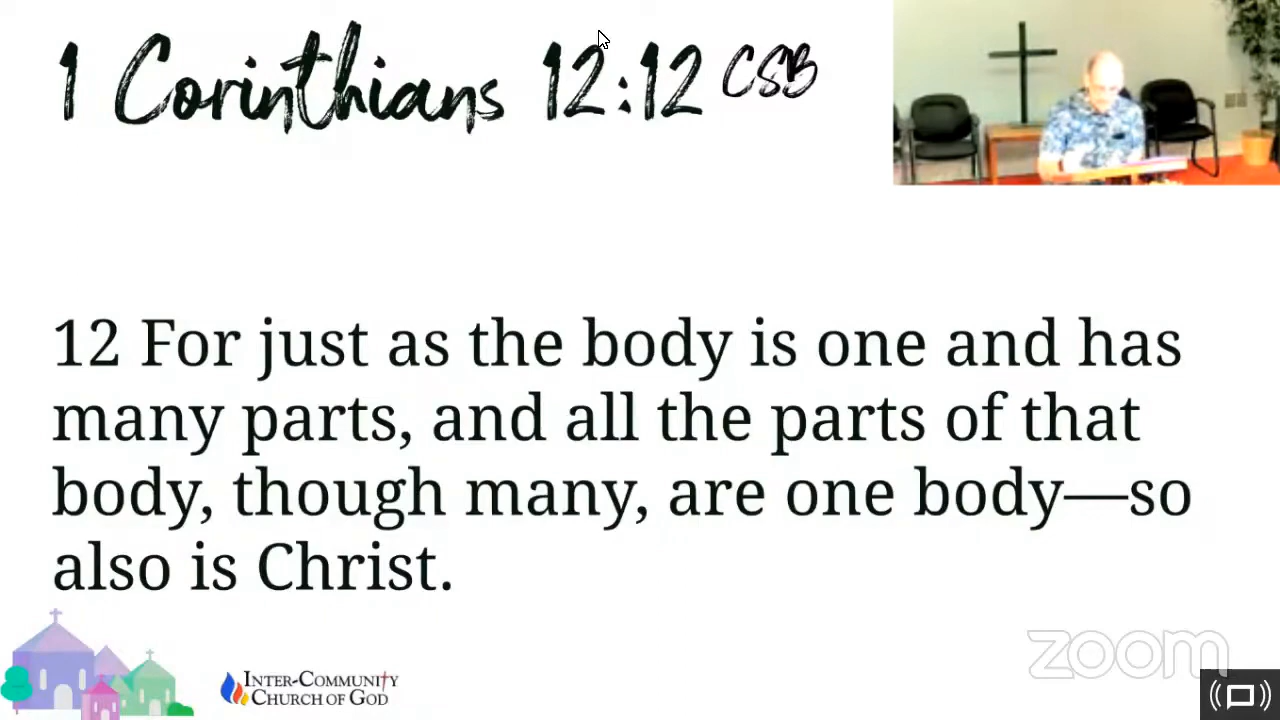 1 Corinthians 12:12 CSB
12 For just as the body is one and has
many parts, and all the parts of that
body, though many, are one body—so
also is Christ.
INTER-COMMUNITY
CHURCH OF GOD
zoom